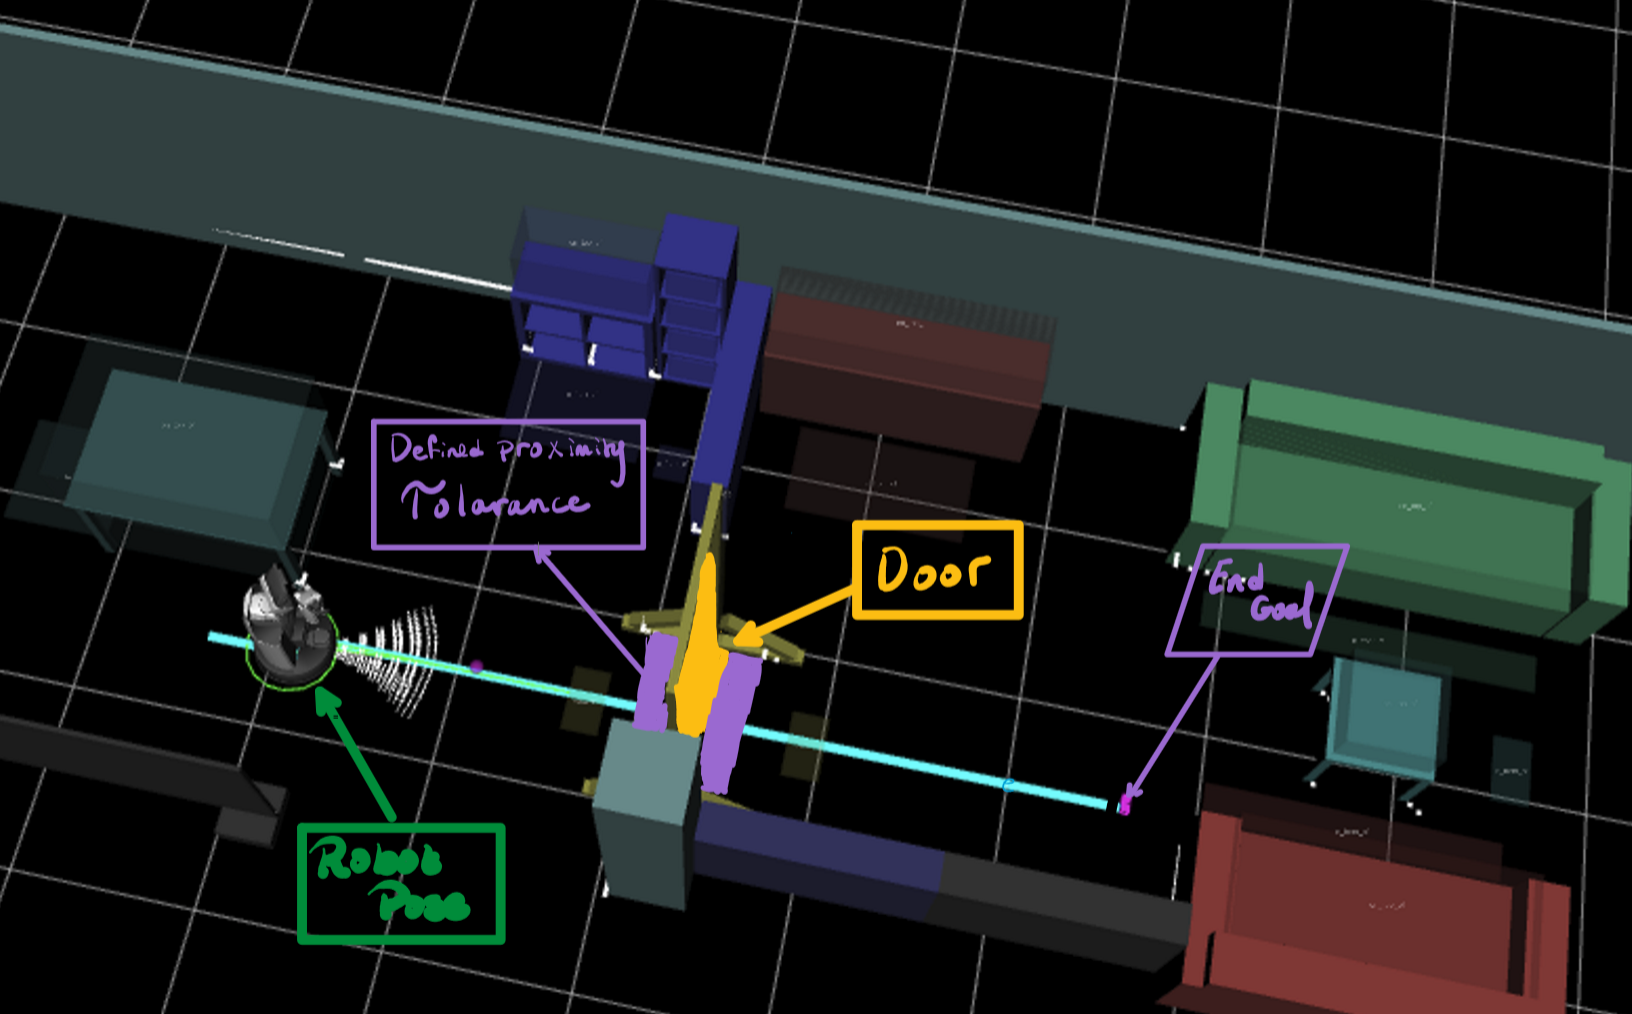 Defined proximity
Tolarance
Door
End
Goal
Robot
Pose